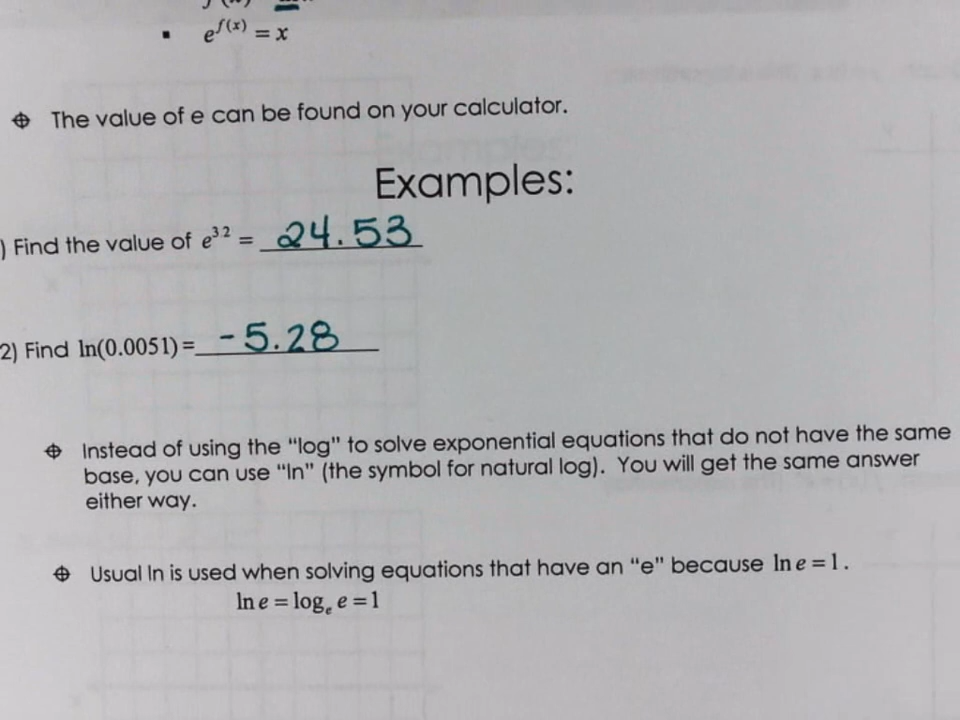 ▪ e^{f(x)} = x
⌖ The value of e can be found on your calculator.
Examples:
) Find the value of e^{3.2} = 24.53
2) Find ln(0.0051) = -5.28
⌖ Instead of using the "log" to solve exponential equations that do not have the same
base, you can use "ln" (the symbol for natural log). You will get the same answer
either way.
⌖ Usual ln is used when solving equations that have an "e" because ln e = 1.
ln e = log_e e = 1